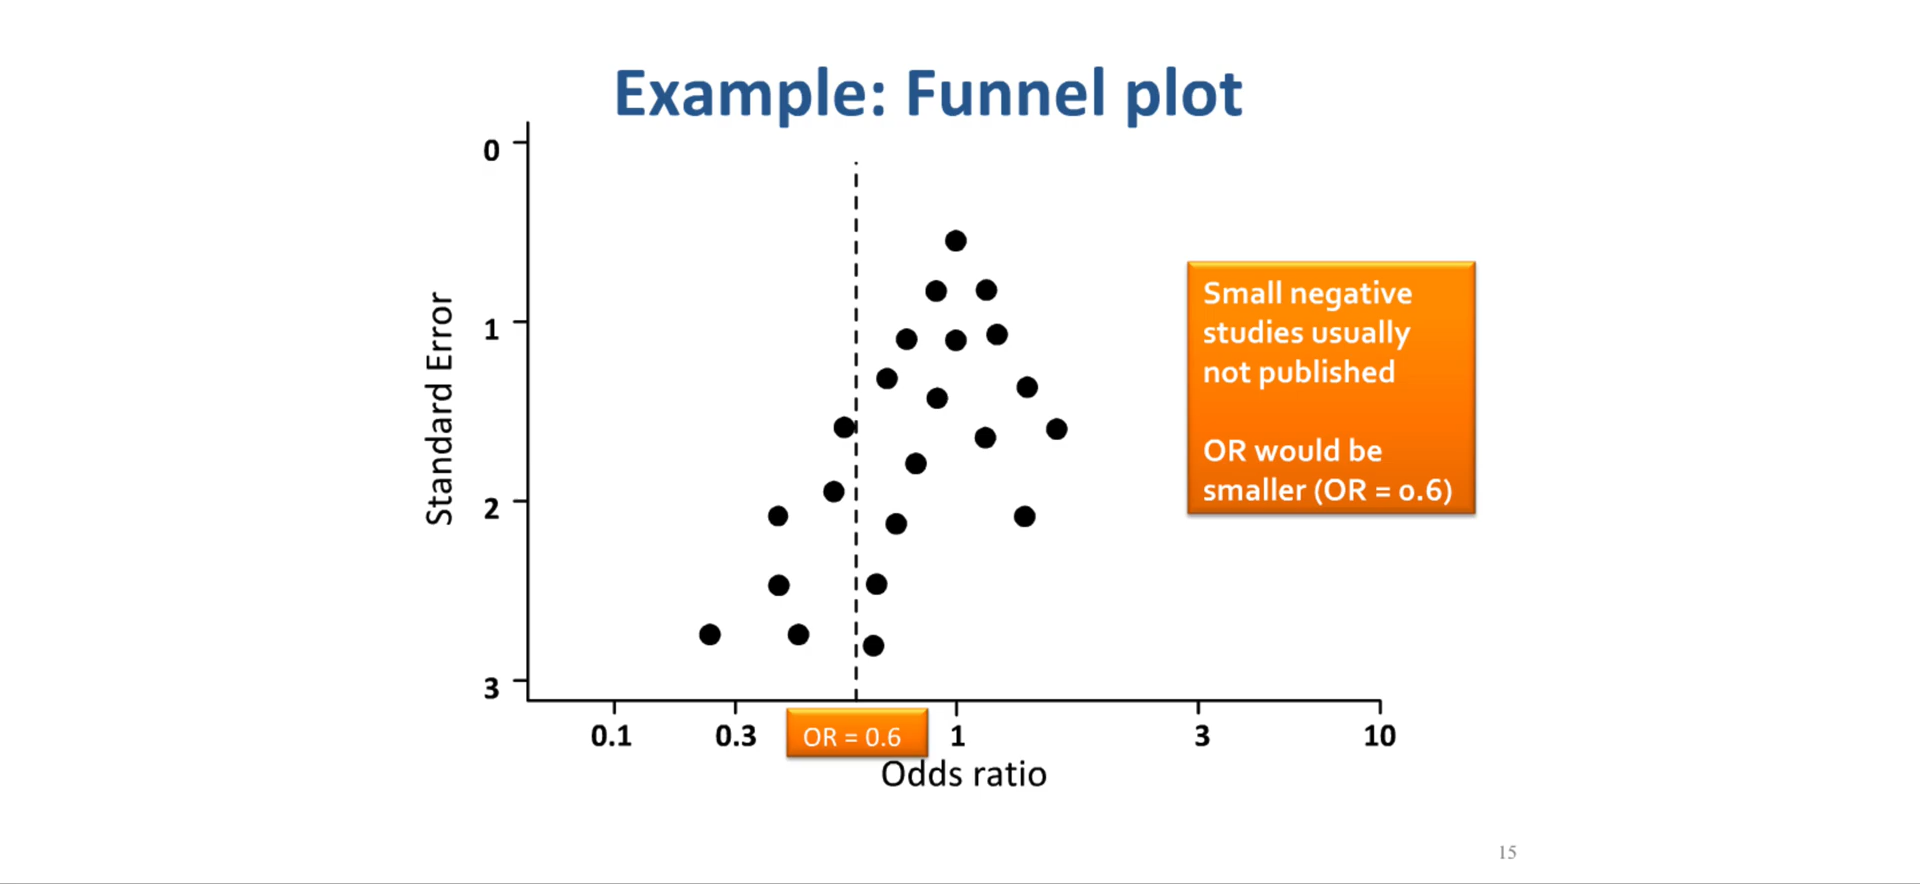 Example: Funnel plot
0
1
2
3
Standard Error
Small negative
studies usually
not published
OR would be
smaller (OR = 0.6)
0.1
0.3
OR = 0.6
1
3
10
Odds ratio
15